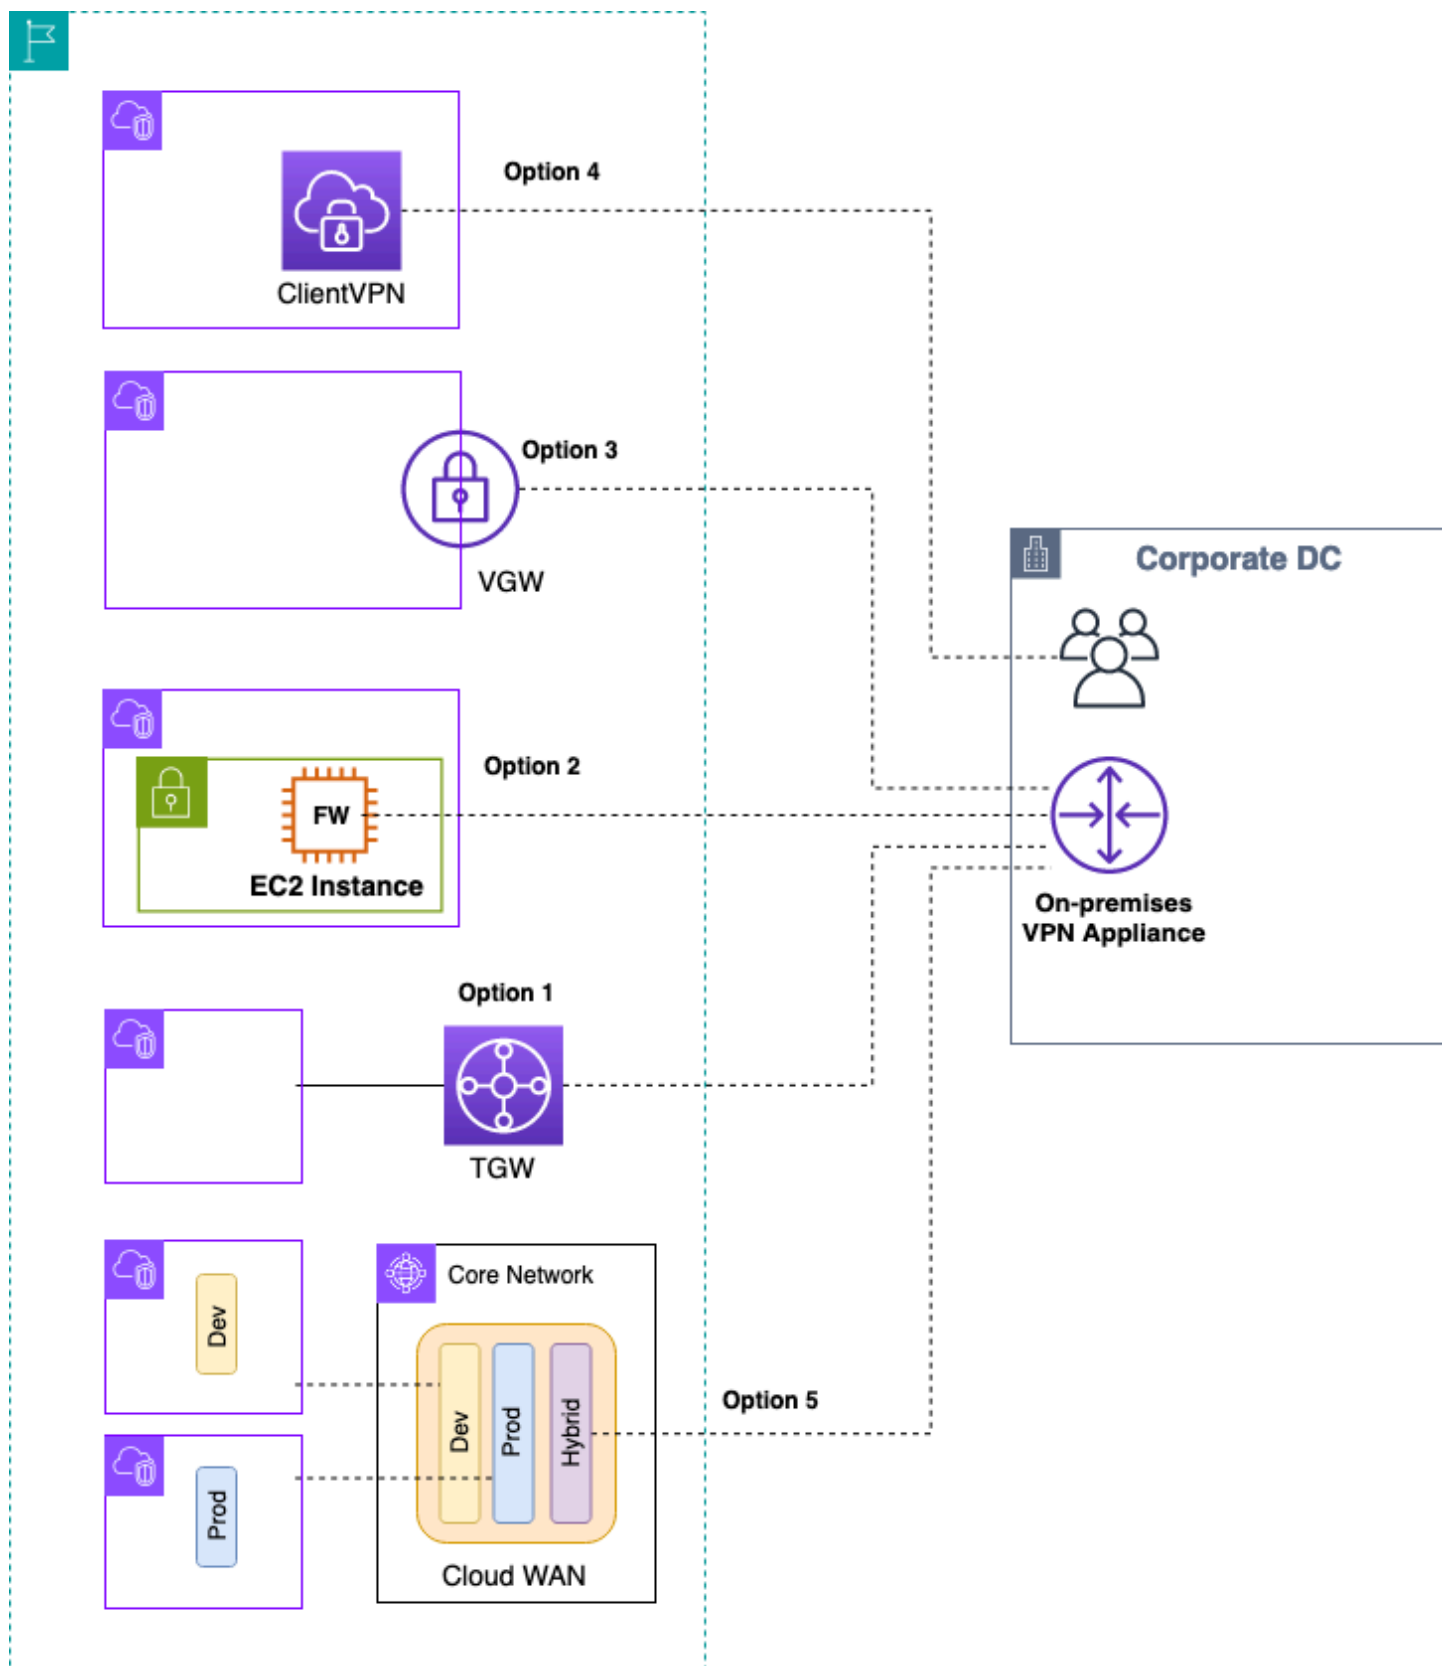 Option 4
ClientVPN
Option 3
VGW
Corporate DC
Option 2
FW
EC2 Instance
On-premises
VPN Appliance
Option 1
TGW
Dev
Core Network
Dev
Prod
Hybrid
Option 5
Prod
Cloud WAN